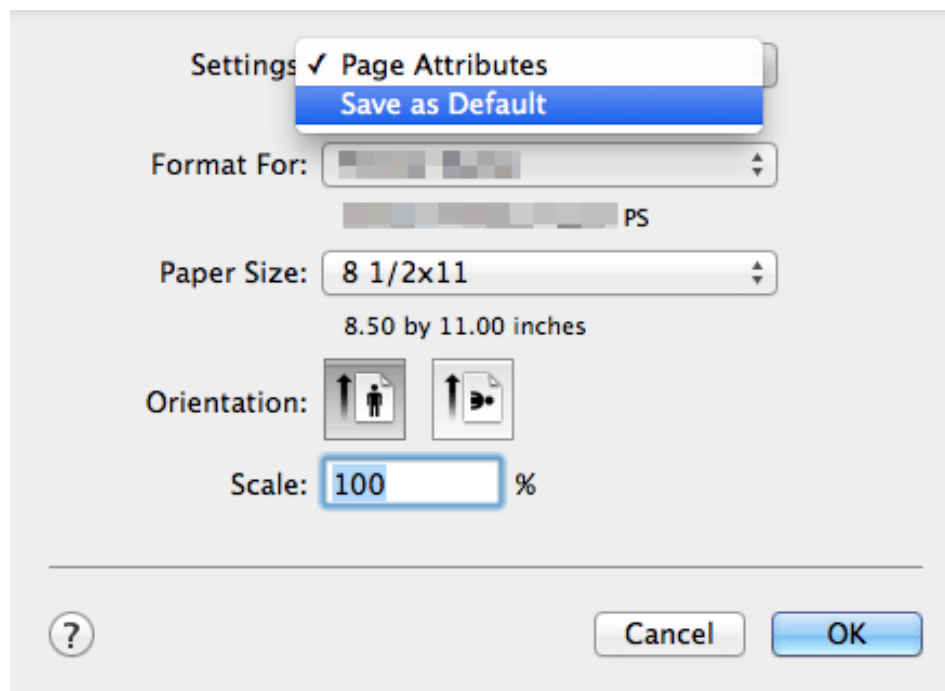 Settings ✓ Page Attributes
Save as Default
Format For:
PS
Paper Size: 8 1/2x11
8.50 by 11.00 inches
Orientation:
Scale: 100 %
? Cancel OK